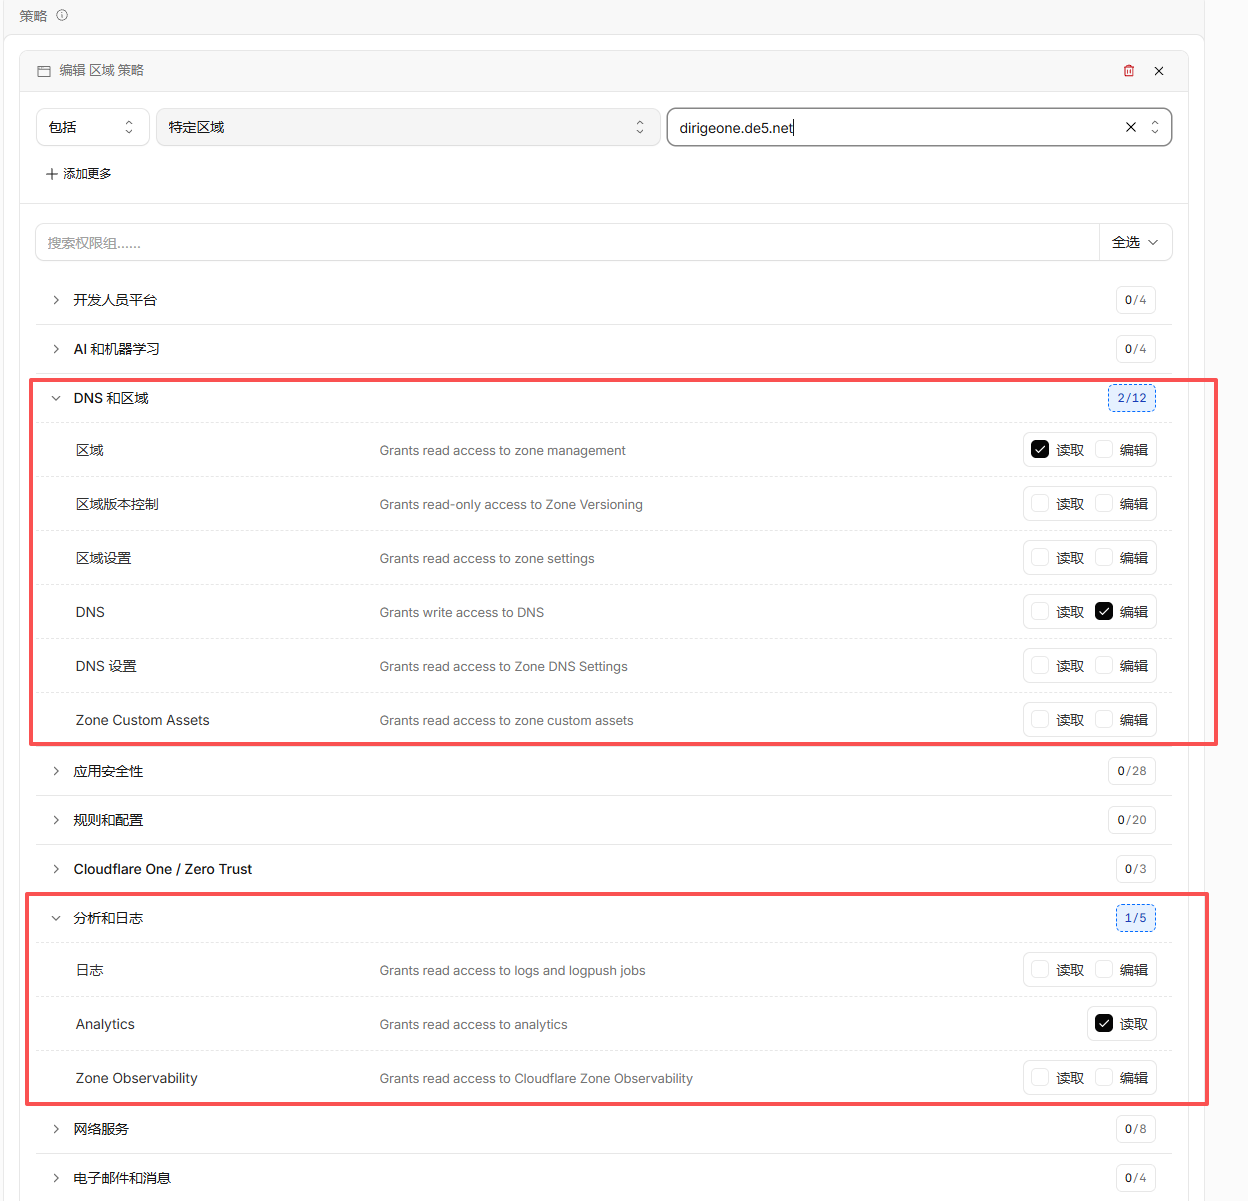 策略
编辑 区域 策略
包括 特定区域 dirigeone.de5.net
添加更多
搜索权限组...... 全选
开发人员平台 0/4
AI 和机器学习 0/4
DNS 和区域 2/12
区域 Grants read access to zone management 读取 编辑
区域版本控制 Grants read-only access to Zone Versioning 读取 编辑
区域设置 Grants read access to zone settings 读取 编辑
DNS Grants write access to DNS 读取 编辑
DNS 设置 Grants read access to Zone DNS Settings 读取 编辑
Zone Custom Assets Grants read access to zone custom assets 读取 编辑
应用安全性 0/28
规则和配置 0/20
Cloudflare One / Zero Trust 0/3
分析和日志 1/5
日志 Grants read access to logs and logpush jobs 读取 编辑
Analytics Grants read access to analytics 读取
Zone Observability Grants read access to Cloudflare Zone Observability 读取 编辑
网络服务 0/8
电子邮件和消息 0/4